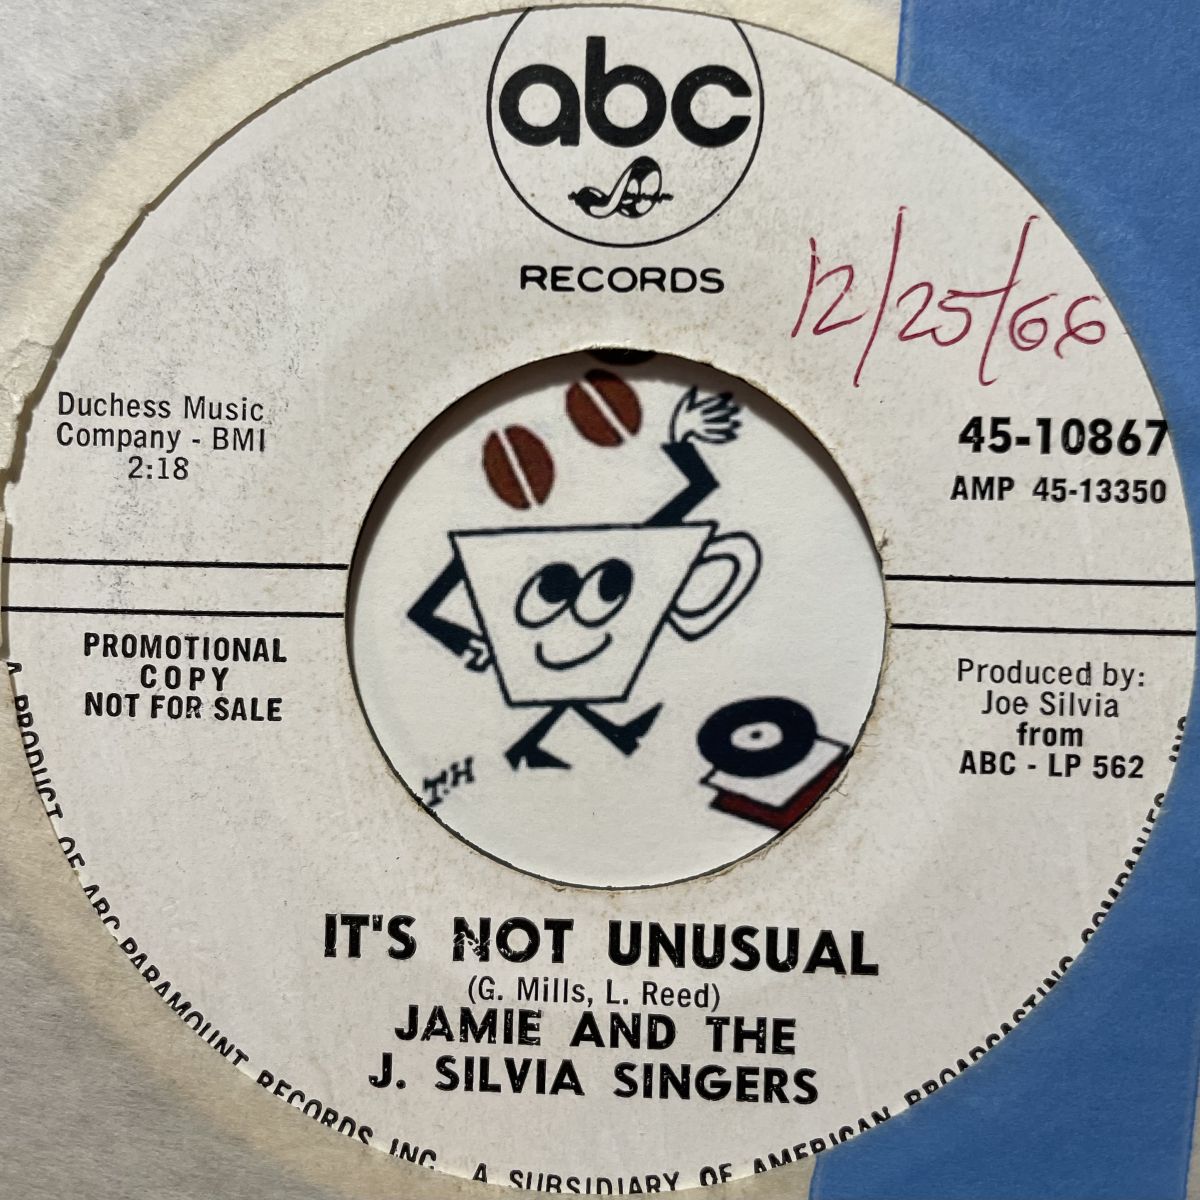 abc
RECORDS
12/25/66
Duchess Music
Company - BMI
2:18
45-10867
AMP 45-13350
PROMOTIONAL
COPY
NOT FOR SALE
Produced by:
Joe Silvia
from
ABC - LP 562
T.H
IT'S NOT UNUSUAL
(G. Mills, L. Reed)
JAMIE AND THE
J. SILVIA SINGERS
A PRODUCT OF ABC-PARAMOUNT RECORDS INC. A SUBSIDIARY OF AMERICAN BROADCASTING COMPANIES INC.